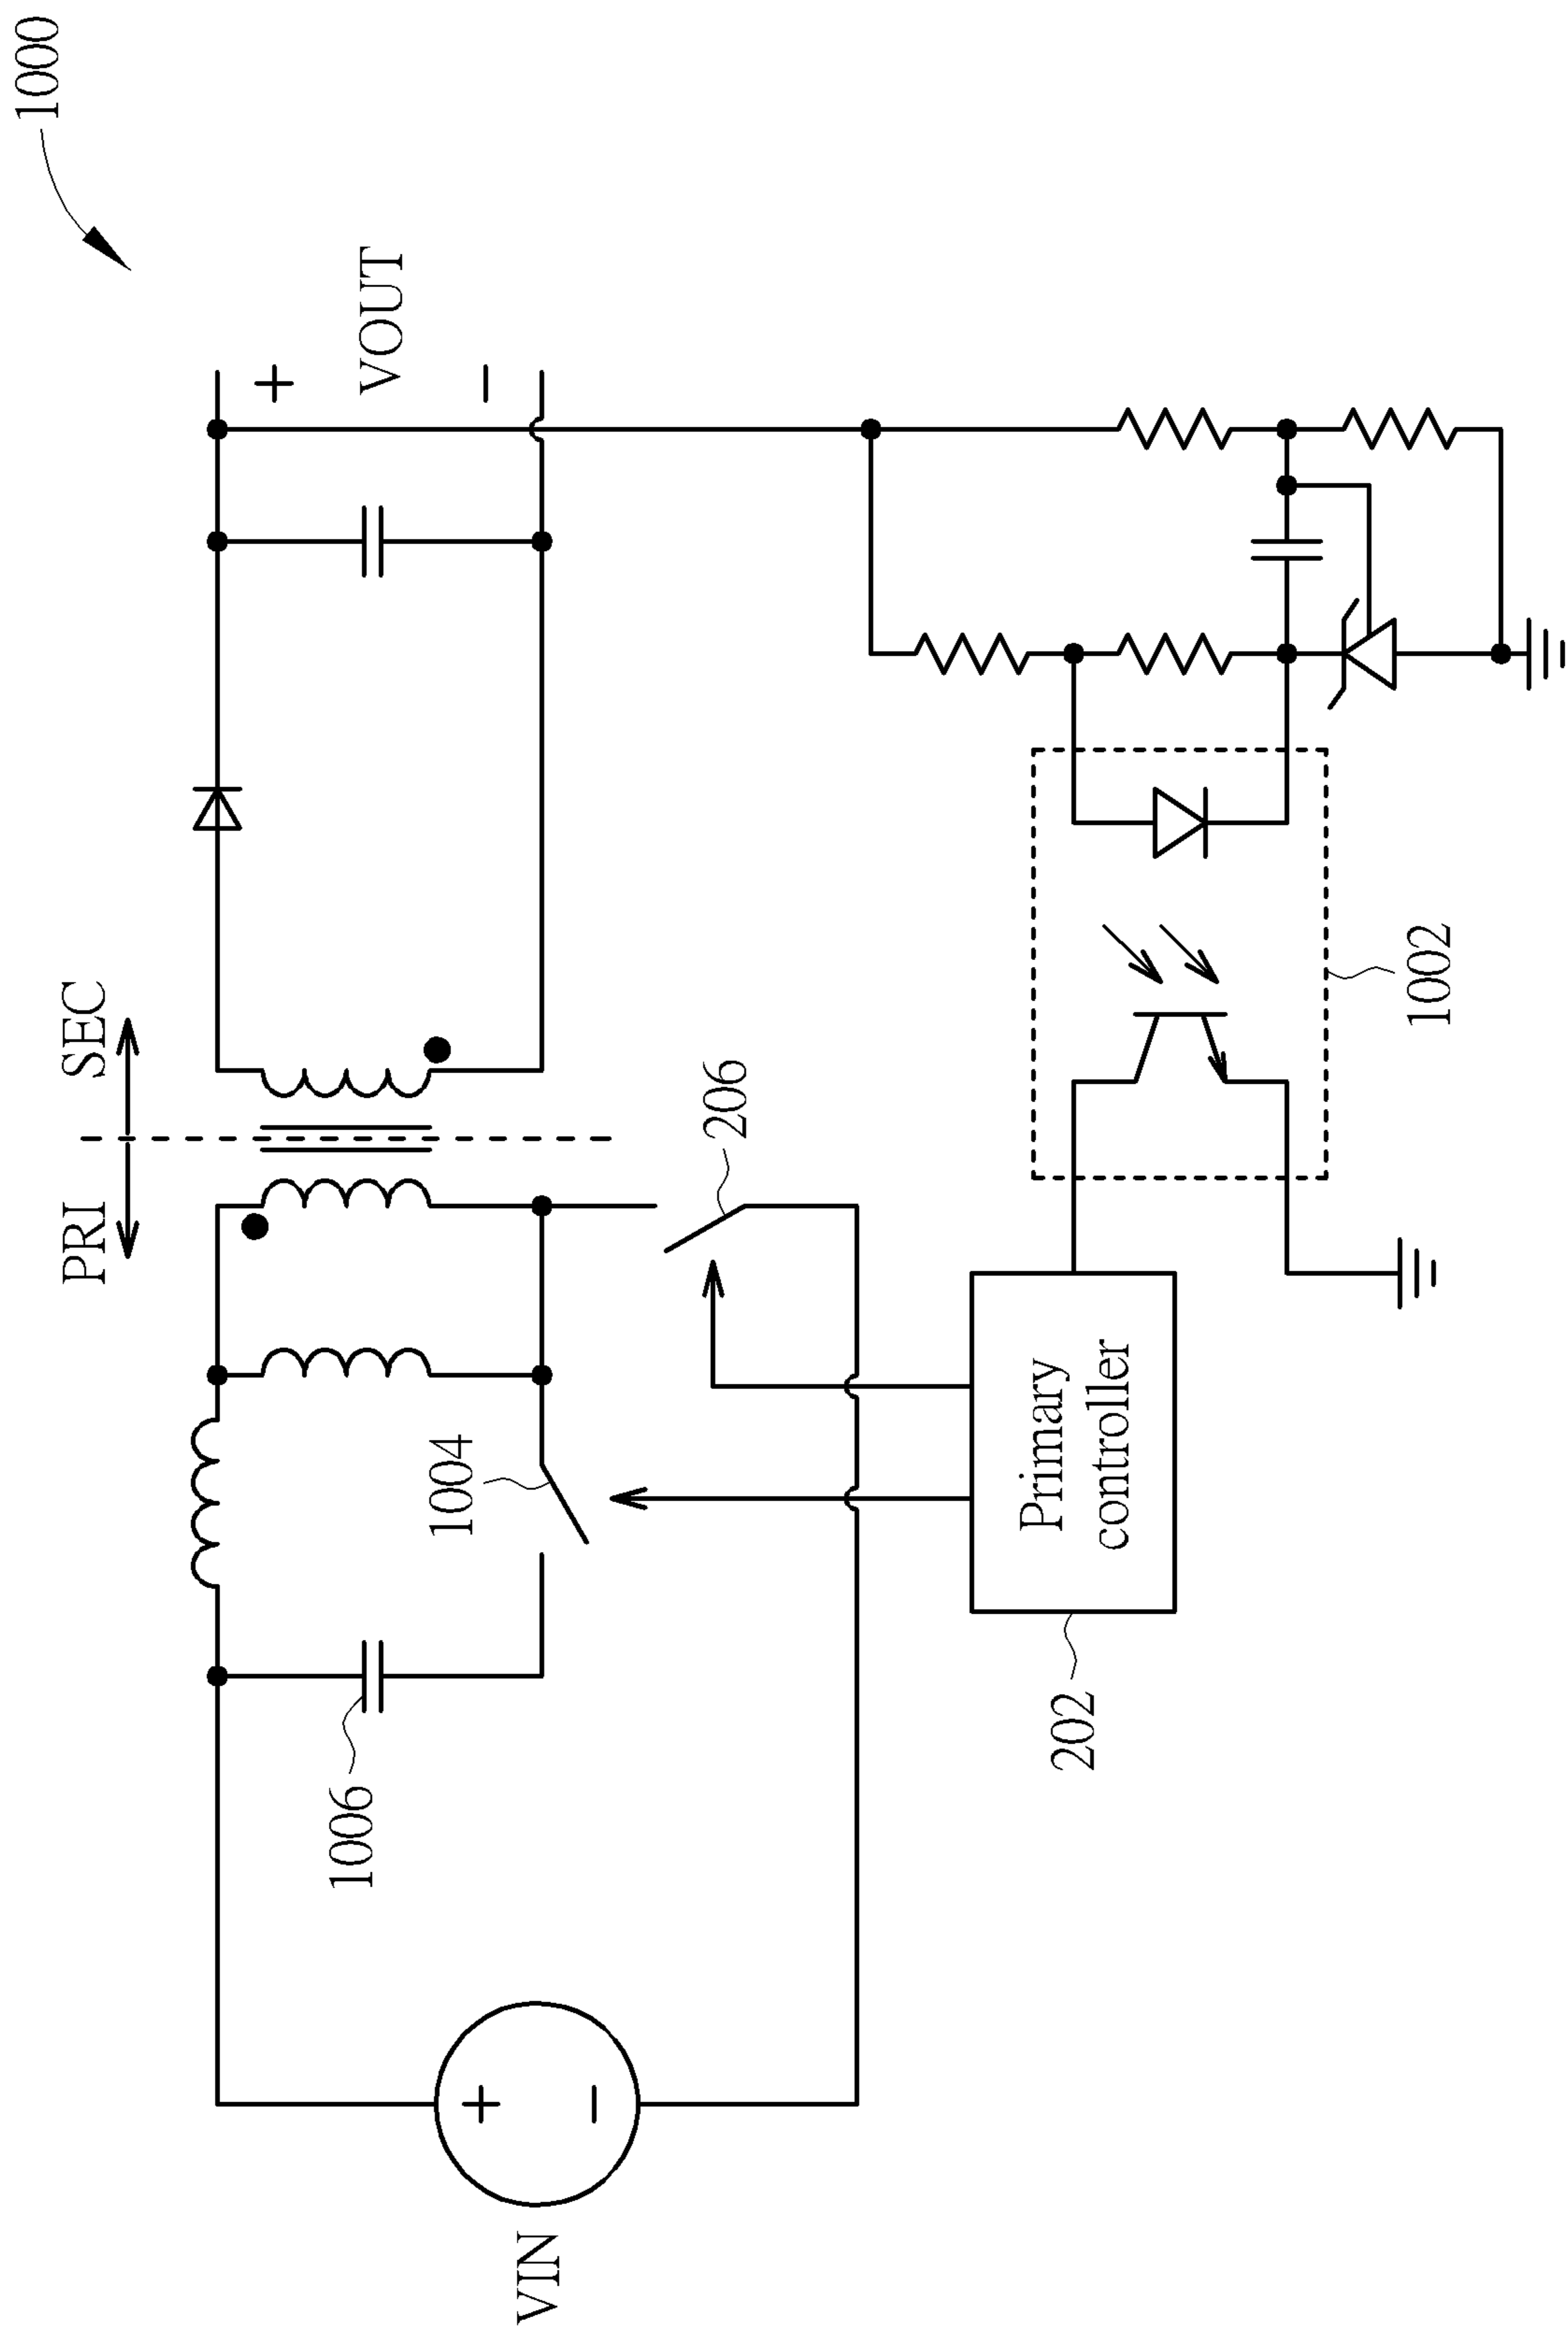 1000
PRI SEC
+
VOUT
−
1006
1004
206
VIN
+
−
202
Primary
controller
1002